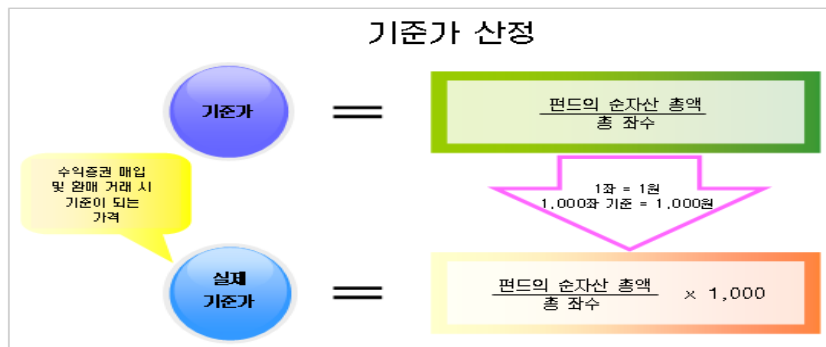 기준가 산정
기준가
=
펀드의 순자산 총액
총 좌수
수익증권 매입
및 환매 거래 시
기준이 되는
가격
1좌 = 1원
1,000좌 기준 = 1,000원
실제
기준가
=
펀드의 순자산 총액
총 좌수
x 1,000